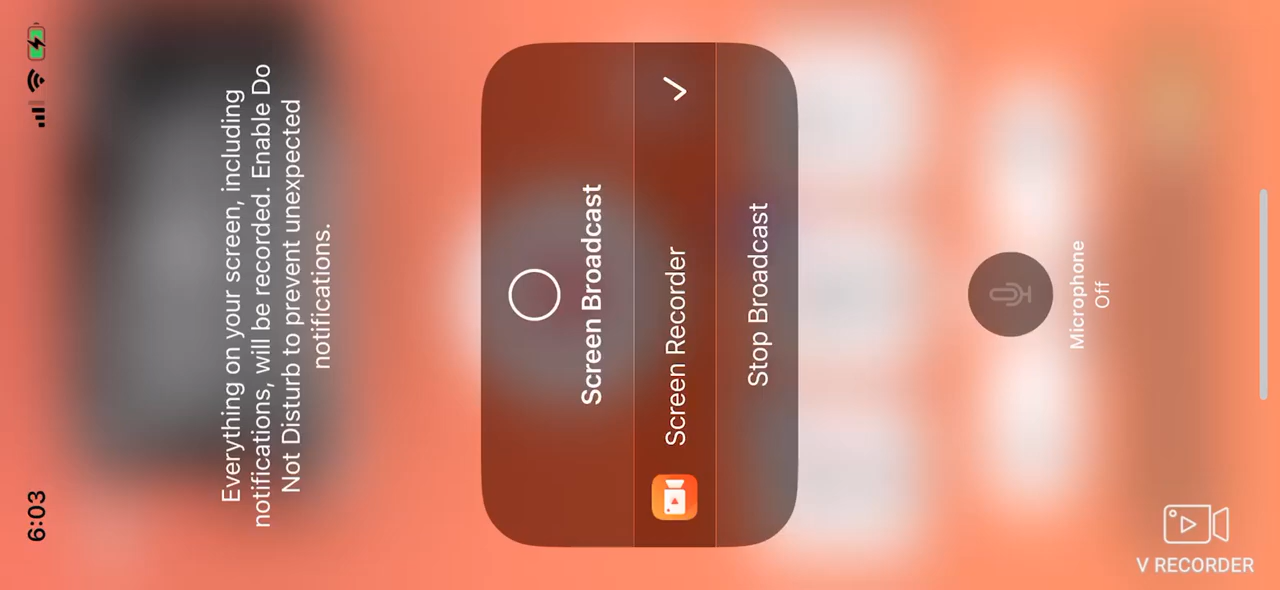 6:03
Everything on your screen, including
notifications, will be recorded. Enable Do
Not Disturb to prevent unexpected
notifications.
Screen Broadcast
Screen Recorder
Stop Broadcast
Microphone
Off
V RECORDER